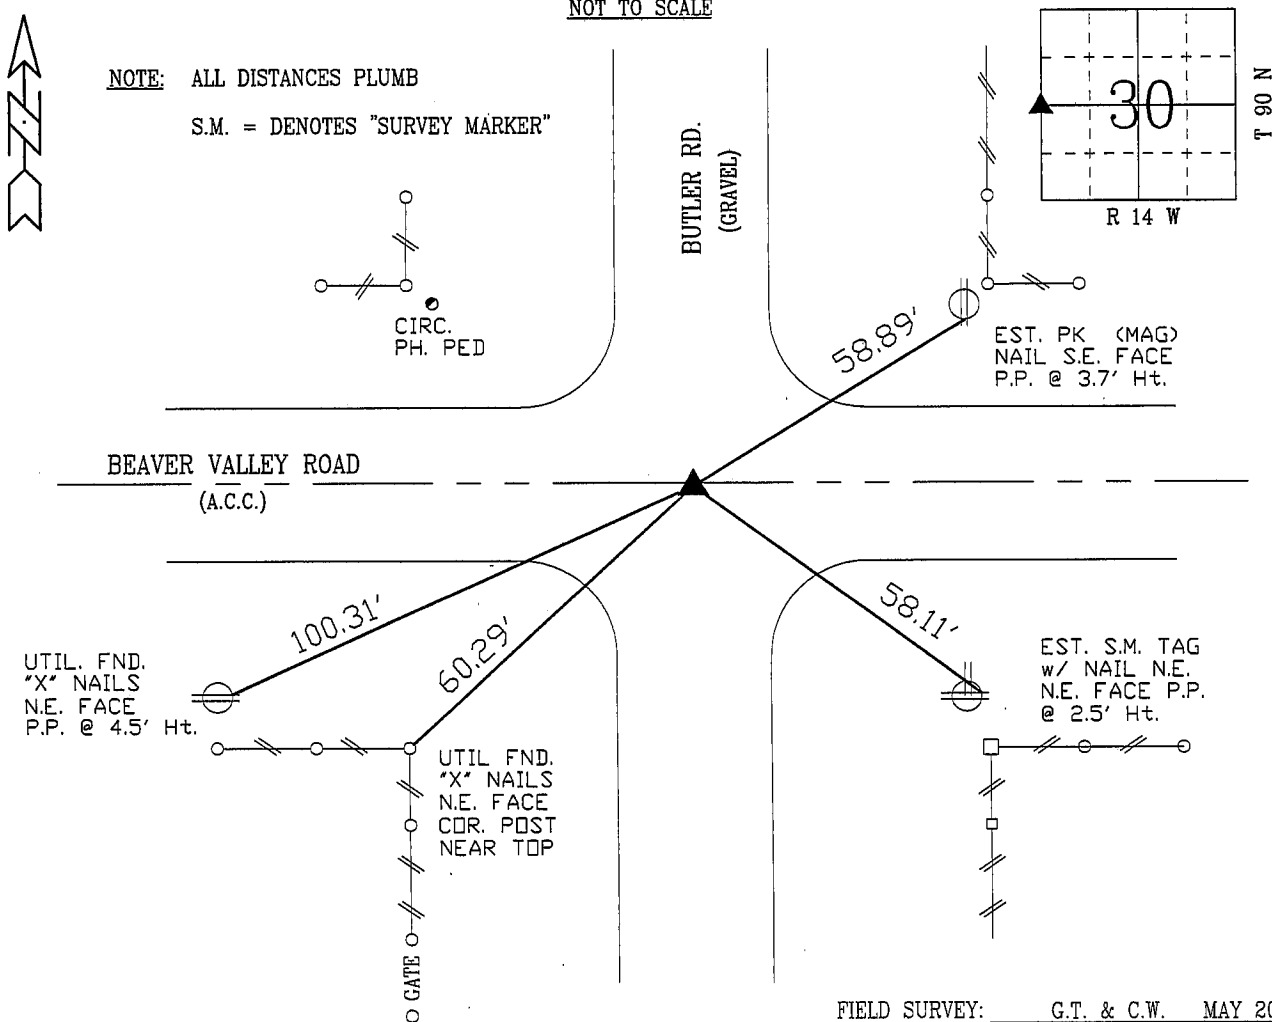 NOT TO SCALE
NOTE: ALL DISTANCES PLUMB
S.M. = DENOTES "SURVEY MARKER"
N
30
T 90 N
R 14 W
BUTLER RD.
(GRAVEL)
CIRC.
PH. PED
58.89'
EST. PK (MAG)
NAIL S.E. FACE
P.P. @ 3.7' Ht.
BEAVER VALLEY ROAD
(A.C.C.)
100.31'
60.29'
58.11'
UTIL. FND.
"X" NAILS
N.E. FACE
P.P. @ 4.5' Ht.
EST. S.M. TAG
w/ NAIL N.E.
N.E. FACE P.P.
@ 2.5' Ht.
UTIL FND.
"X" NAILS
N.E. FACE
COR. POST
NEAR TOP
GATE
FIELD SURVEY: G.T. & C.W. MAY 20